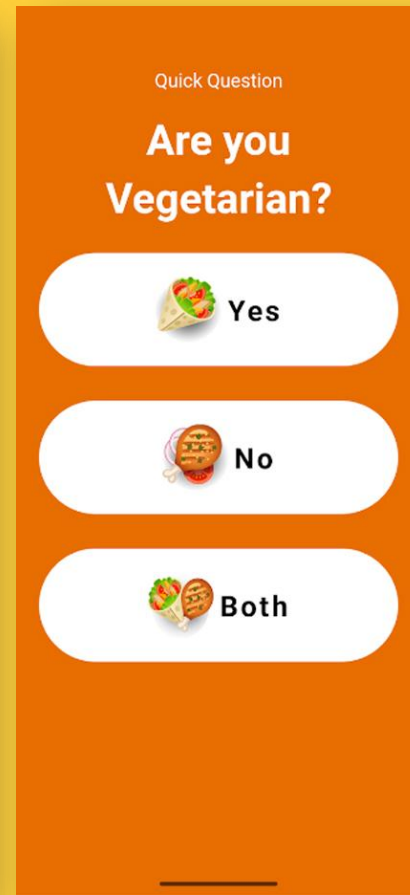 Quick Question
Are you
Vegetarian?
Yes
No
Both